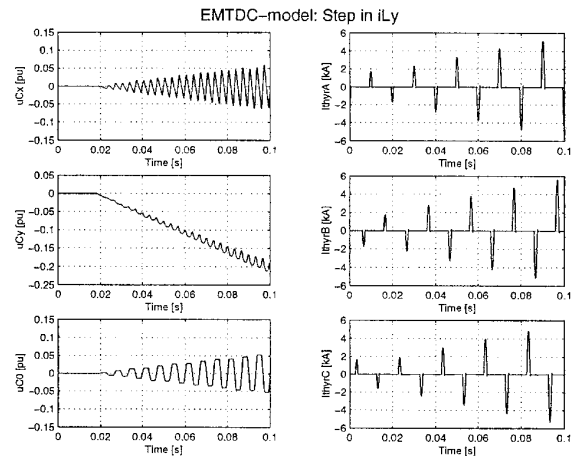 EMTDC-model: Step in iLy
uCx [pu]
0.15
0.1
0.05
0
-0.05
-0.1
-0.15
0 0.02 0.04 0.06 0.08 0.1
Time [s]
IthyrA [kA]
6
4
2
0
-2
-4
-6
0 0.02 0.04 0.06 0.08 0.1
Time [s]
uCy [pu]
0.05
0
-0.05
-0.1
-0.15
-0.2
-0.25
0 0.02 0.04 0.06 0.08 0.1
Time [s]
IthyrB [kA]
6
4
2
0
-2
-4
-6
0 0.02 0.04 0.06 0.08 0.1
Time [s]
uC0 [pu]
0.15
0.1
0.05
0
-0.05
-0.1
-0.15
0 0.02 0.04 0.06 0.08 0.1
Time [s]
IthyrC [kA]
6
4
2
0
-2
-4
-6
0 0.02 0.04 0.06 0.08 0.1
Time [s]